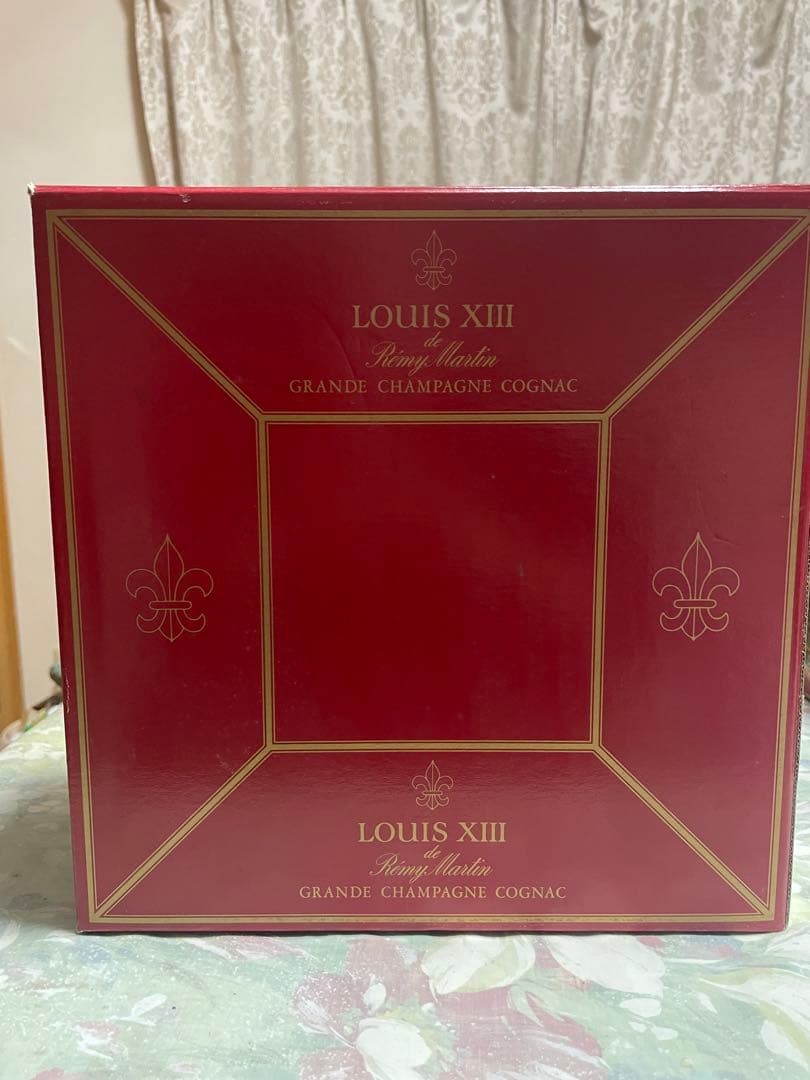 LOUIS XIII
de
Rémy Martin
GRANDE CHAMPAGNE COGNAC
LOUIS XIII
de
Rémy Martin
GRANDE CHAMPAGNE COGNAC